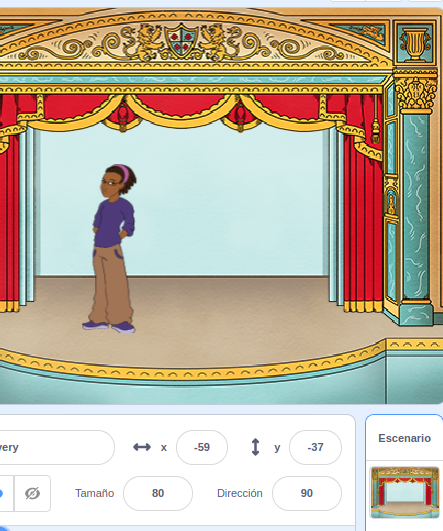 very x -59 y -37 Escenario
Tamaño 80 Dirección 90